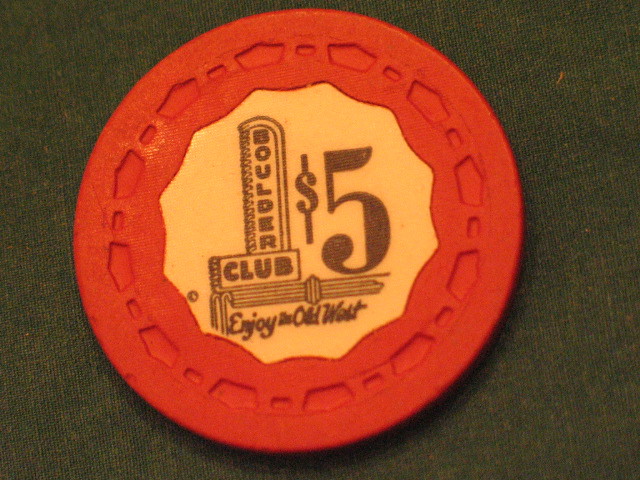 BOULDER
CLUB
$5
©
Enjoy The Old West